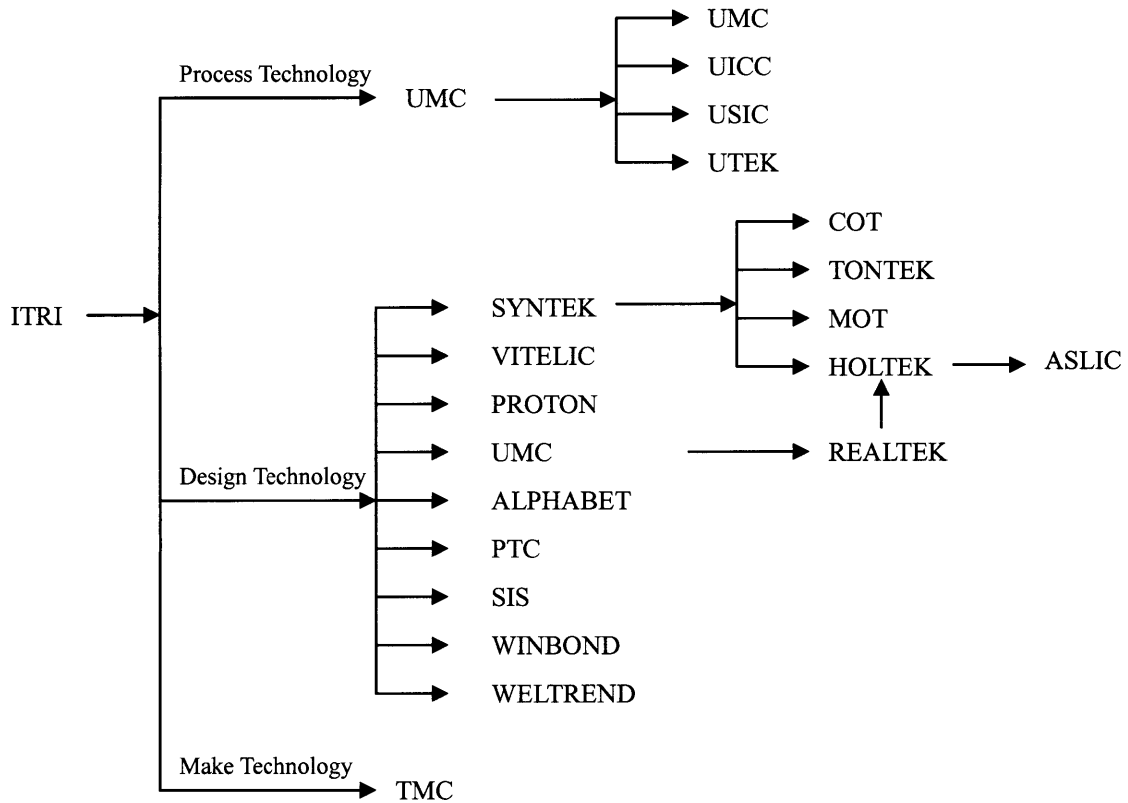 UMC
UICC
Process Technology
UMC
USIC
UTEK
COT
TONTEK
ITRI
SYNTEK
MOT
VITELIC
HOLTEK
ASLIC
PROTON
UMC
REALTEK
Design Technology
ALPHABET
PTC
SIS
WINBOND
WELTREND
Make Technology
TMC